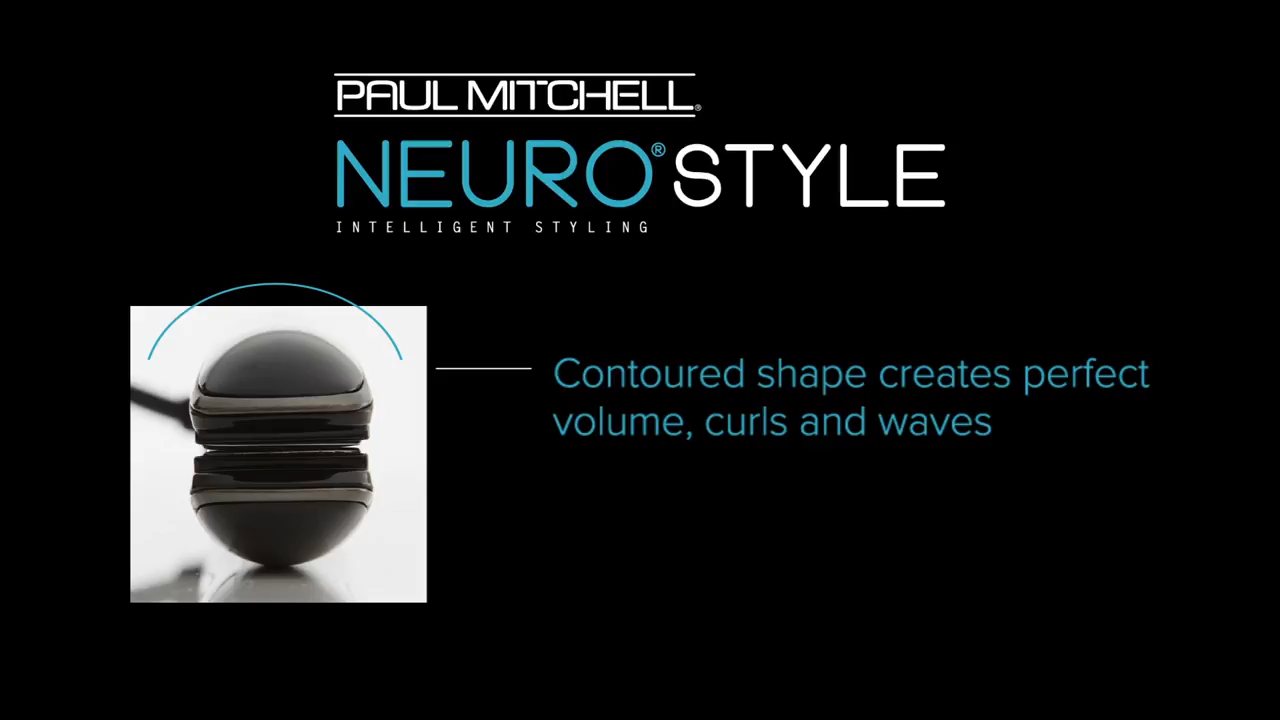 PAUL MITCHELL®
NEURO® STYLE
INTELLIGENT STYLING
Contoured shape creates perfect
volume, curls and waves